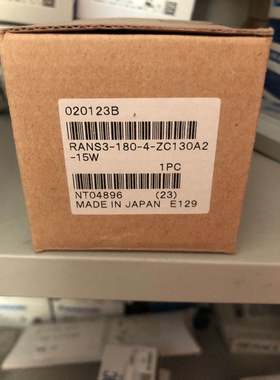 020123B
RANS3-180-4-ZC130A2
-15W
1PC
NT04896 (23)
MADE IN JAPAN E129